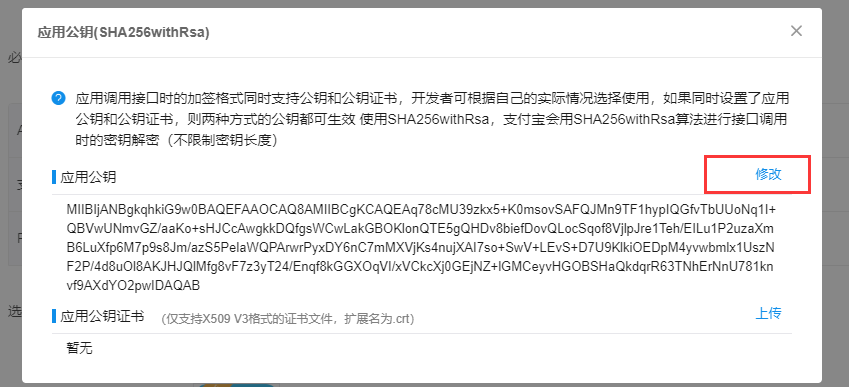 应用公钥(SHA256withRsa)
必
应用调用接口时的加签格式同时支持公钥和公钥证书，开发者可根据自己的实际情况选择使用，如果同时设置了应用
公钥和公钥证书，则两种方式的公钥都可生效 使用SHA256withRsa，支付宝会用SHA256withRsa算法进行接口调用
时的密钥解密（不限制密钥长度）
应用公钥
修改
MIIBIjANBgkqhkiG9w0BAQEFAAOCAQ8AMIIBCgKCAQEAq78cMU39zkx5+K0msovSAFQJMn9TF1hypIQGfvTbUUoNq1I+
QBVwUNmvGZ/aaKo+sHJCcAwgkkDQfgsWCwLakGBOKIonQTE5gQHDv8biefDovQLocSqof8VjlpJre1Teh/EILu1P2uzaXm
B6LuXfp6M7p9s8Jm/azS5PeIaWQPArwrPyxDY6nC7mMXVjKs4nujXAI7so+SwV+LEvS+D7U9KIkiOEDpM4yvwbmlx1UszN
F2P/4d8uOl8AKJHJQlMfg8vF7z3yT24/Enqf8kGGXOqVI/xVCkcXj0GEjNZ+IGMCeyvHGOBSHaQkdqrR63TNhErNnU781kn
vf9AXdYO2pwIDAQAB
应用公钥证书 （仅支持X509 V3格式的证书文件，扩展名为.crt）
上传
选
暂无